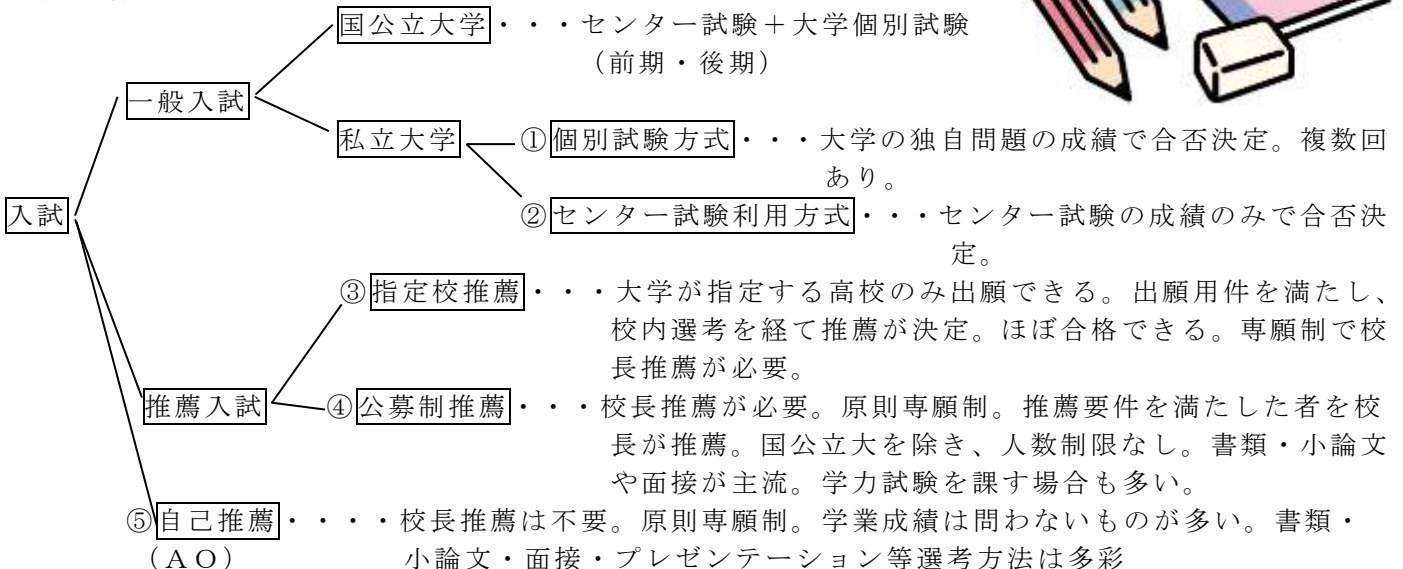 国公立大学・・・センター試験＋大学個別試験
（前期・後期）
一般入試
私立大学 ①個別試験方式・・・大学の独自問題の成績で合否決定。複数回
あり。
入試 ②センター試験利用方式・・・センター試験の成績のみで合否決
定。
③指定校推薦・・・大学が指定する高校のみ出願できる。出願用件を満たし、
校内選考を経て推薦が決定。ほぼ合格できる。専願制で校
長推薦が必要。
推薦入試 ④公募制推薦・・・校長推薦が必要。原則専願制。推薦要件を満たした者を校
長が推薦。国公立大を除き、人数制限なし。書類・小論文
や面接が主流。学力試験を課す場合も多い。
⑤自己推薦・・・・校長推薦は不要。原則専願制。学業成績は問わないものが多い。書類・
（ＡＯ） 小論文・面接・プレゼンテーション等選考方法は多彩